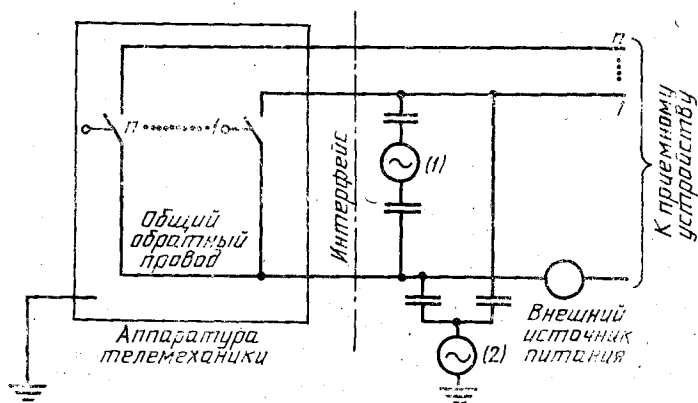 n
1
К приемному
устройству
n
1
(1)
Интерфейс
Общий
обратный
провод
Внешний
источник
питания
Аппаратура
телемеханики
(2)